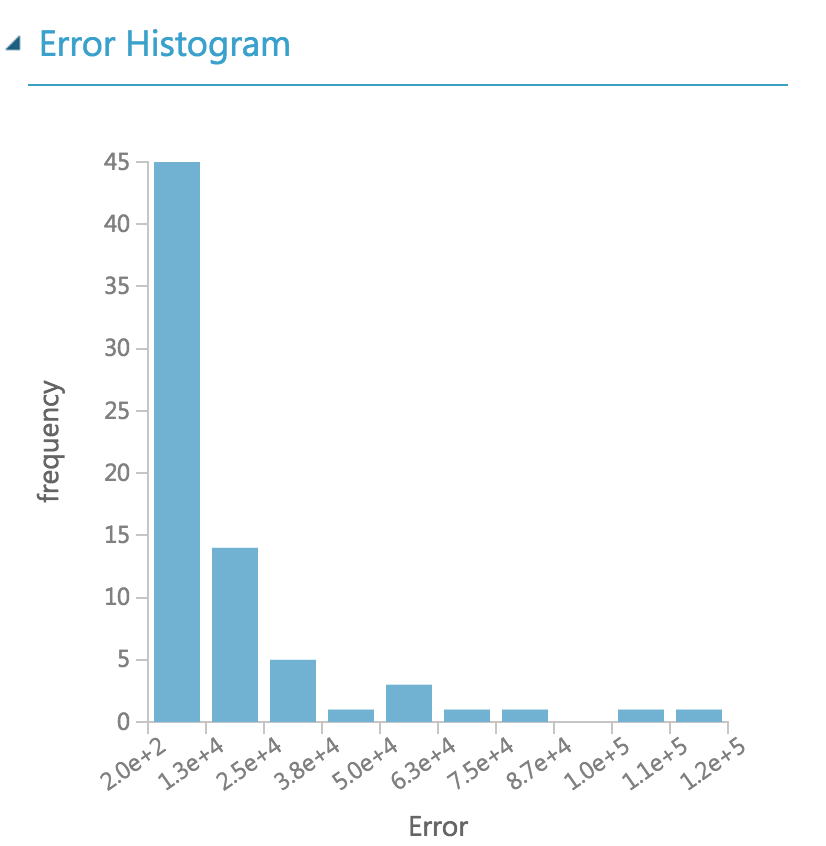 Error Histogram
45
40
35
30
25
20
15
10
5
0
frequency
2.0e+2
1.3e+4
2.5e+4
3.8e+4
5.0e+4
6.3e+4
7.5e+4
8.7e+4
1.0e+5
1.1e+5
1.2e+5
Error